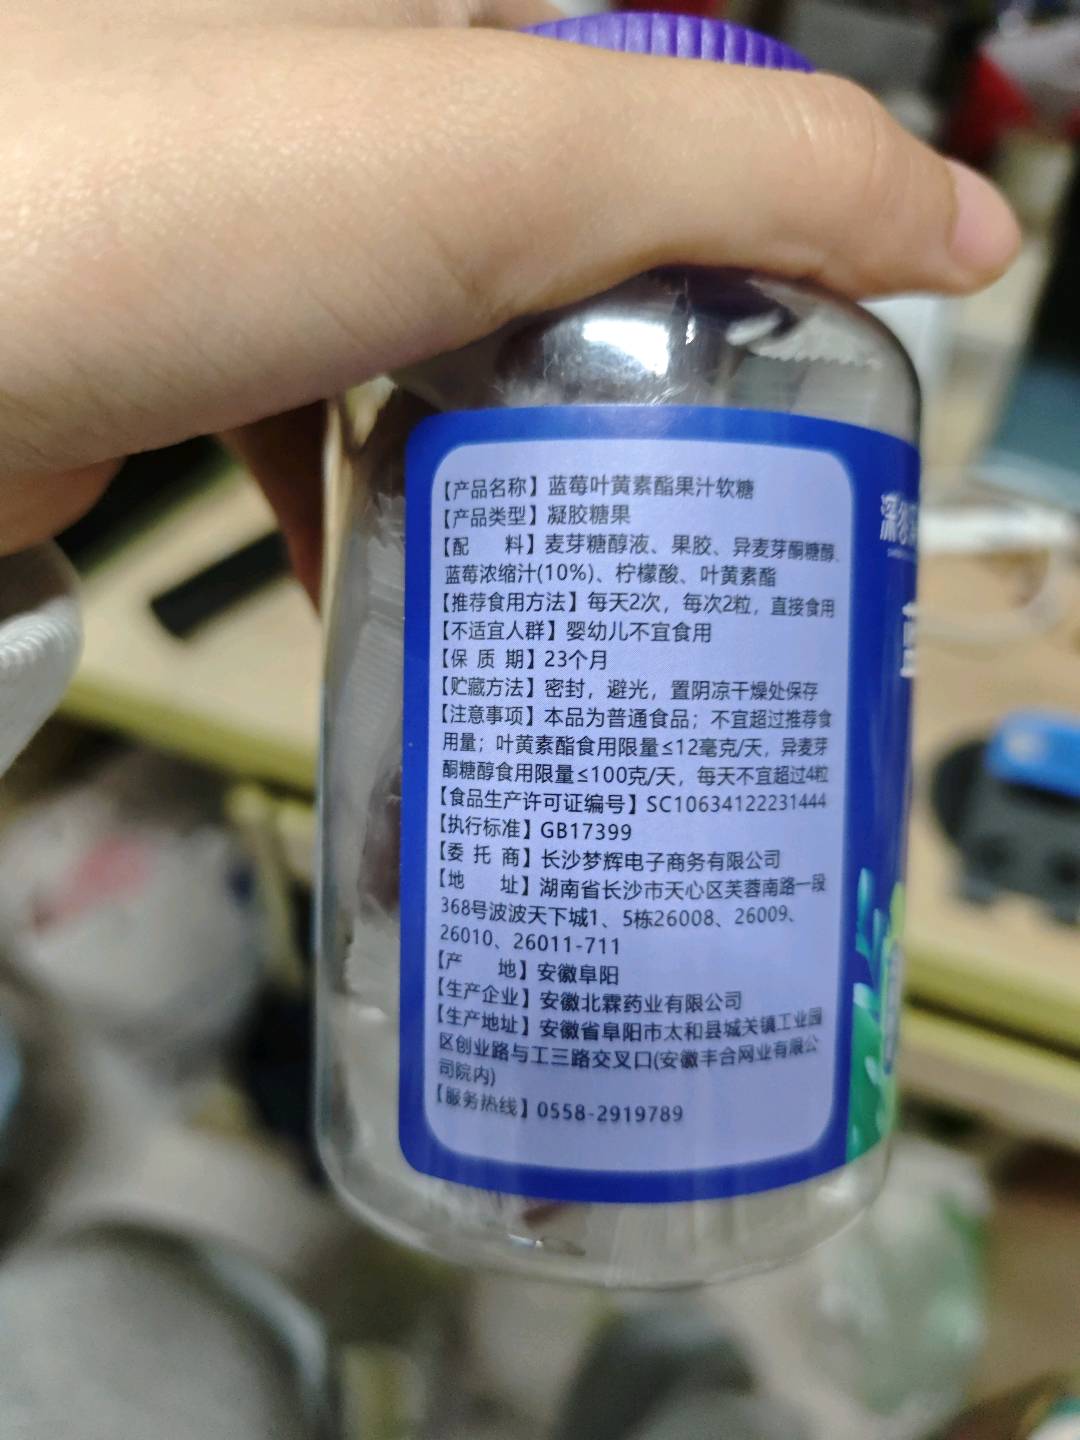 【产品名称】蓝莓叶黄素酯果汁软糖
【产品类型】凝胶糖果
【配 料】麦芽糖醇液、果胶、异麦芽酮糖醇、
蓝莓浓缩汁(10%)、柠檬酸、叶黄素酯
【推荐食用方法】每天2次，每次2粒，直接食用
【不适宜人群】婴幼儿不宜食用
【保 质 期】23个月
【贮藏方法】密封，避光，置阴凉干燥处保存
【注意事项】本品为普通食品；不宜超过推荐食
用量；叶黄素酯食用限量≤12毫克/天，异麦芽
酮糖醇食用限量≤100克/天，每天不宜超过4粒
【食品生产许可证编号】SC10634122231444
【执行标准】GB17399
【委 托 商】长沙梦辉电子商务有限公司
【地 址】湖南省长沙市天心区芙蓉南路一段
368号波波天下城1、5栋26008、26009、
26010、26011-711
【产 地】安徽阜阳
【生产企业】安徽北霖药业有限公司
【生产地址】安徽省阜阳市太和县城关镇工业园
区创业路与工三路交叉口(安徽丰合网业有限公
司院内)
【服务热线】0558-2919789